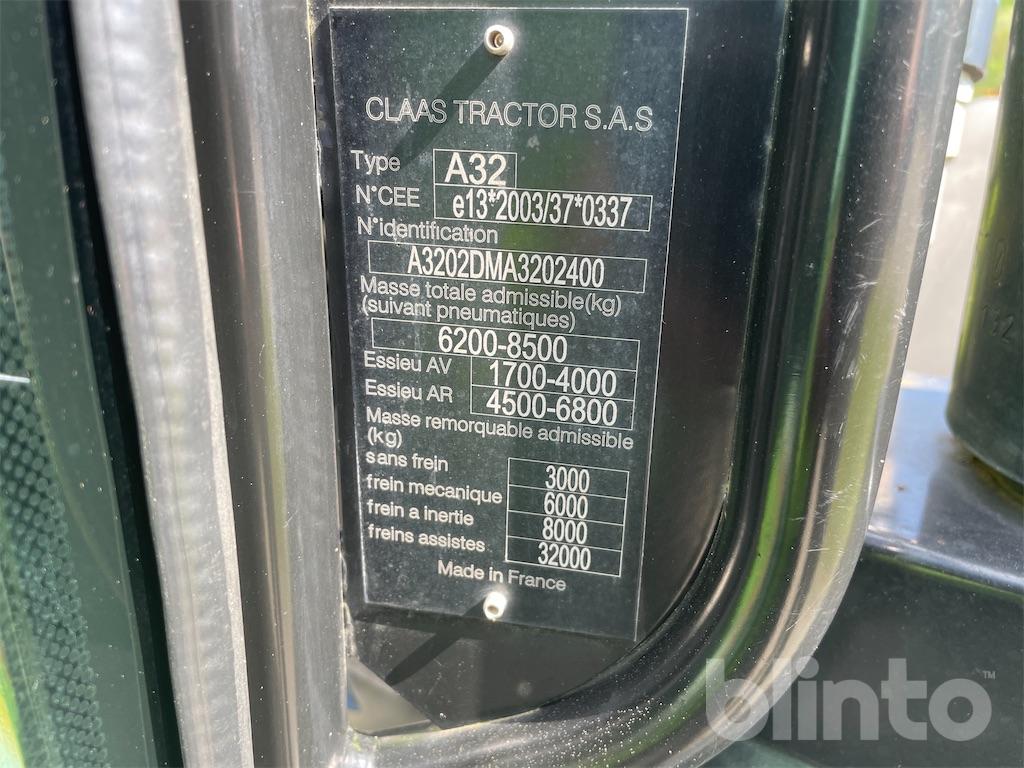 CLAAS TRACTOR S.A.S
Type A32
N°CEE e13*2003/37*0337
N°identification
A3202DMA3202400
Masse totale admissible(kg)
(suivant pneumatiques)
6200-8500
Essieu AV 1700-4000
Essieu AR 4500-6800
Masse remorquable admissible
(Kg)
sans frein 3000
frein mecanique 6000
frein a inertie 8000
freins assistes 32000
Made in France
blinto™